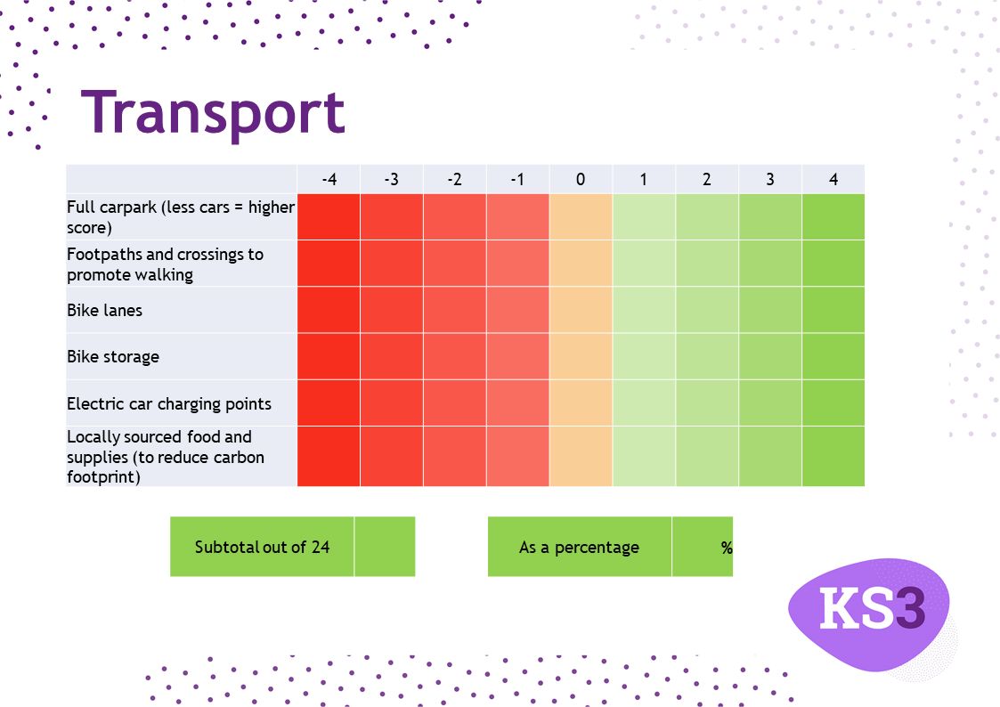 Transport
-4 -3 -2 -1 0 1 2 3 4
Full carpark (less cars = higher
score)
Footpaths and crossings to
promote walking
Bike lanes
Bike storage
Electric car charging points
Locally sourced food and
supplies (to reduce carbon
footprint)
Subtotal out of 24
As a percentage %
KS3